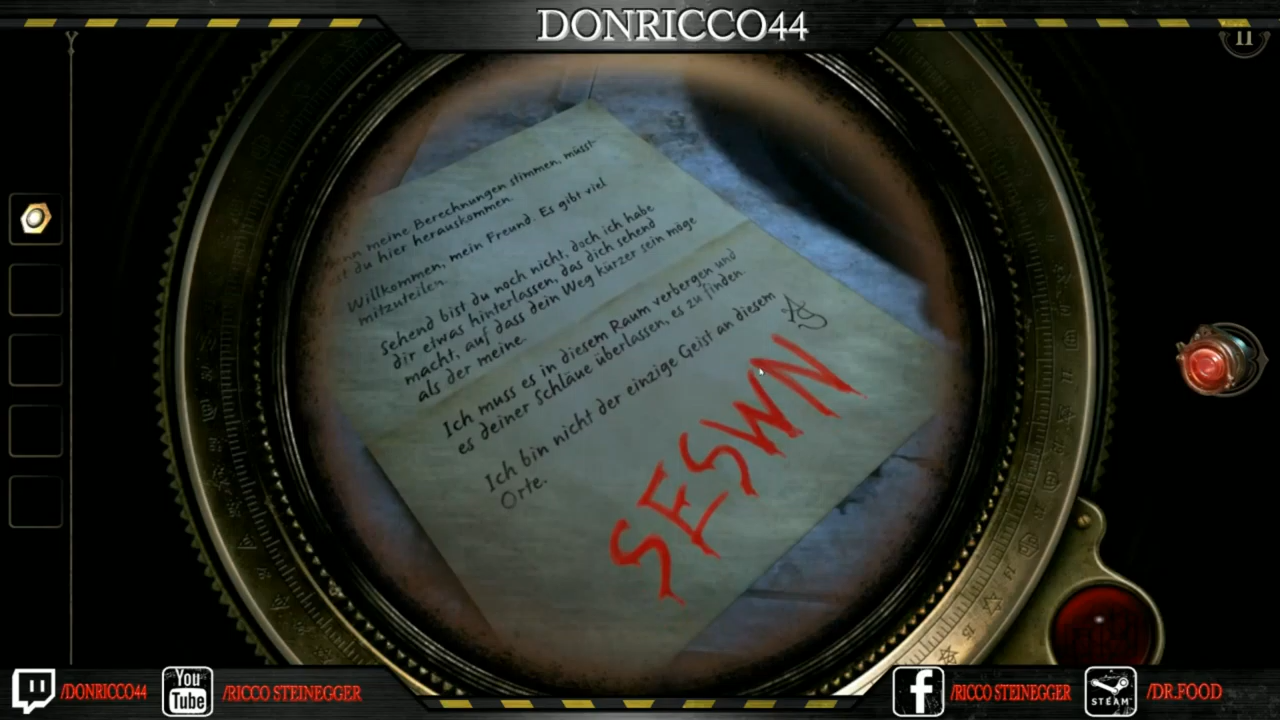 DONRICCO44
meine Berechnungen stimmen, müsst-
du hier herauskommen.
Willkommen, mein Freund. Es gibt viel
mitzuteilen.
Sehend bist du noch nicht, doch ich habe
dir etwas hinterlassen, das dich sehend
macht, auf dass dein Weg kürzer sein möge
als der meine.
Ich muss es in diesem Raum verbergen und
es deiner Schläue überlassen, es zu finden.
Ich bin nicht der einzige Geist an diesem
Orte.
AS
SESWN
/DONRICCO44
You
Tube
/RICCO STEINEGGER
/RICCO STEINEGGER
STEAM
/DR.FOOD